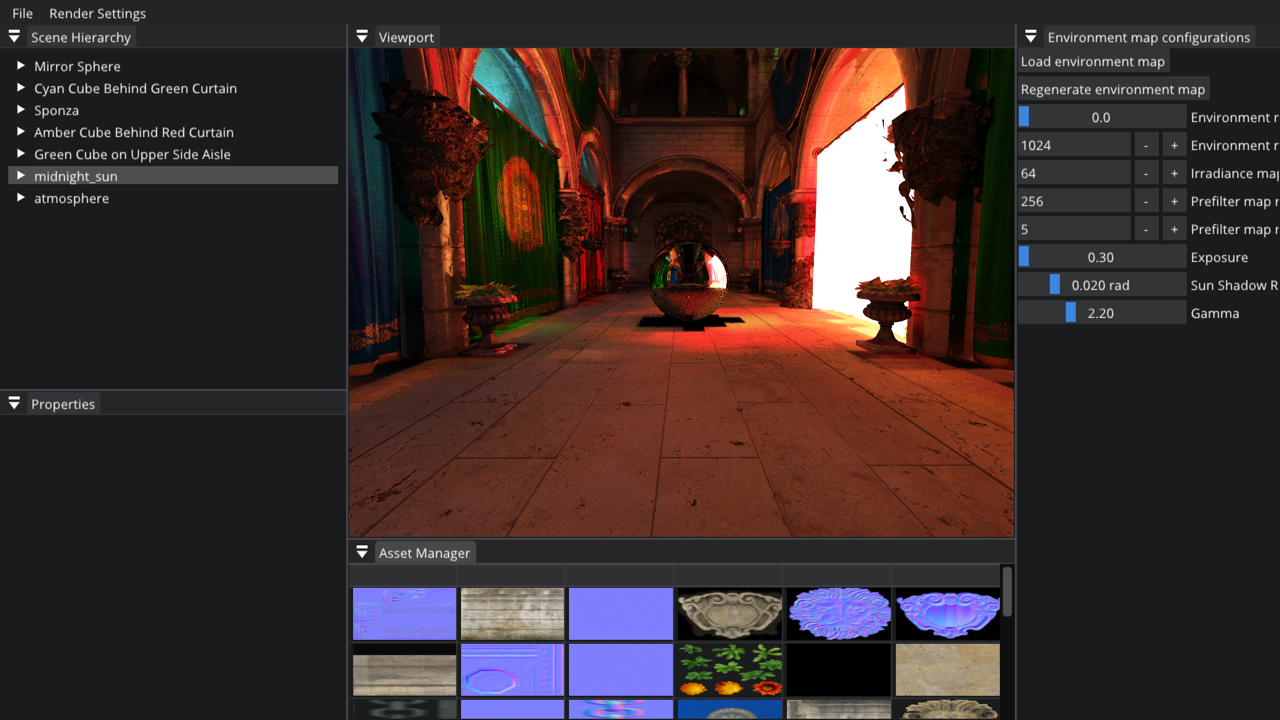 File Render Settings
Scene Hierarchy
Mirror Sphere
Cyan Cube Behind Green Curtain
Sponza
Amber Cube Behind Red Curtain
Green Cube on Upper Side Aisle
midnight_sun
atmosphere
Properties
Viewport
Asset Manager
Environment map configurations
Load environment map
Regenerate environment map
0.0 Environment r
1024 - + Environment r
64 - + Irradiance map
256 - + Prefilter map r
5 - + Prefilter map r
0.30 Exposure
0.020 rad Sun Shadow R
2.20 Gamma